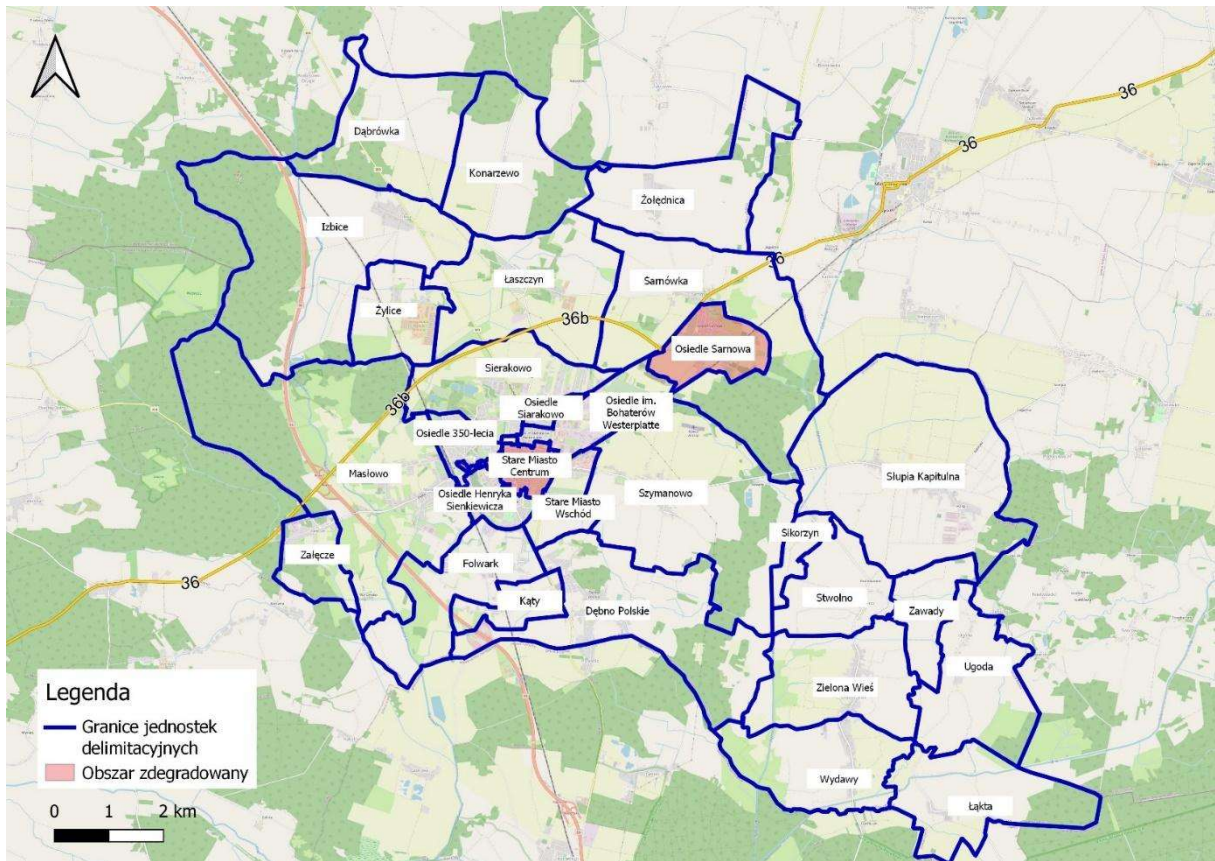 36
Dąbrówka
Konarzewo
Żołędnica
36
Izbice
36
Łaszczyn
Sarnówka
Żylice
36b
Osiedle Sarnowa
Sierakowo
36b
Osiedle
Siarakowo
Osiedle im.
Bohaterów
Westerplatte
Osiedle 350-lecia
Stare Miasto
Centrum
Masłowo
Słupia Kapitulna
Osiedle Henryka
Sienkiewicza
Stare Miasto
Wschód
Szymanowo
Sikorzyn
Załęcze
Folwark
36
Kąty
Dębno Polskie
Stwolno
Zawady
Ugoda
Zielona Wieś
Wydawy
Łąkta
Legenda
Granice jednostek
delimitacyjnych
Obszar zdegradowany
0 1 2 km